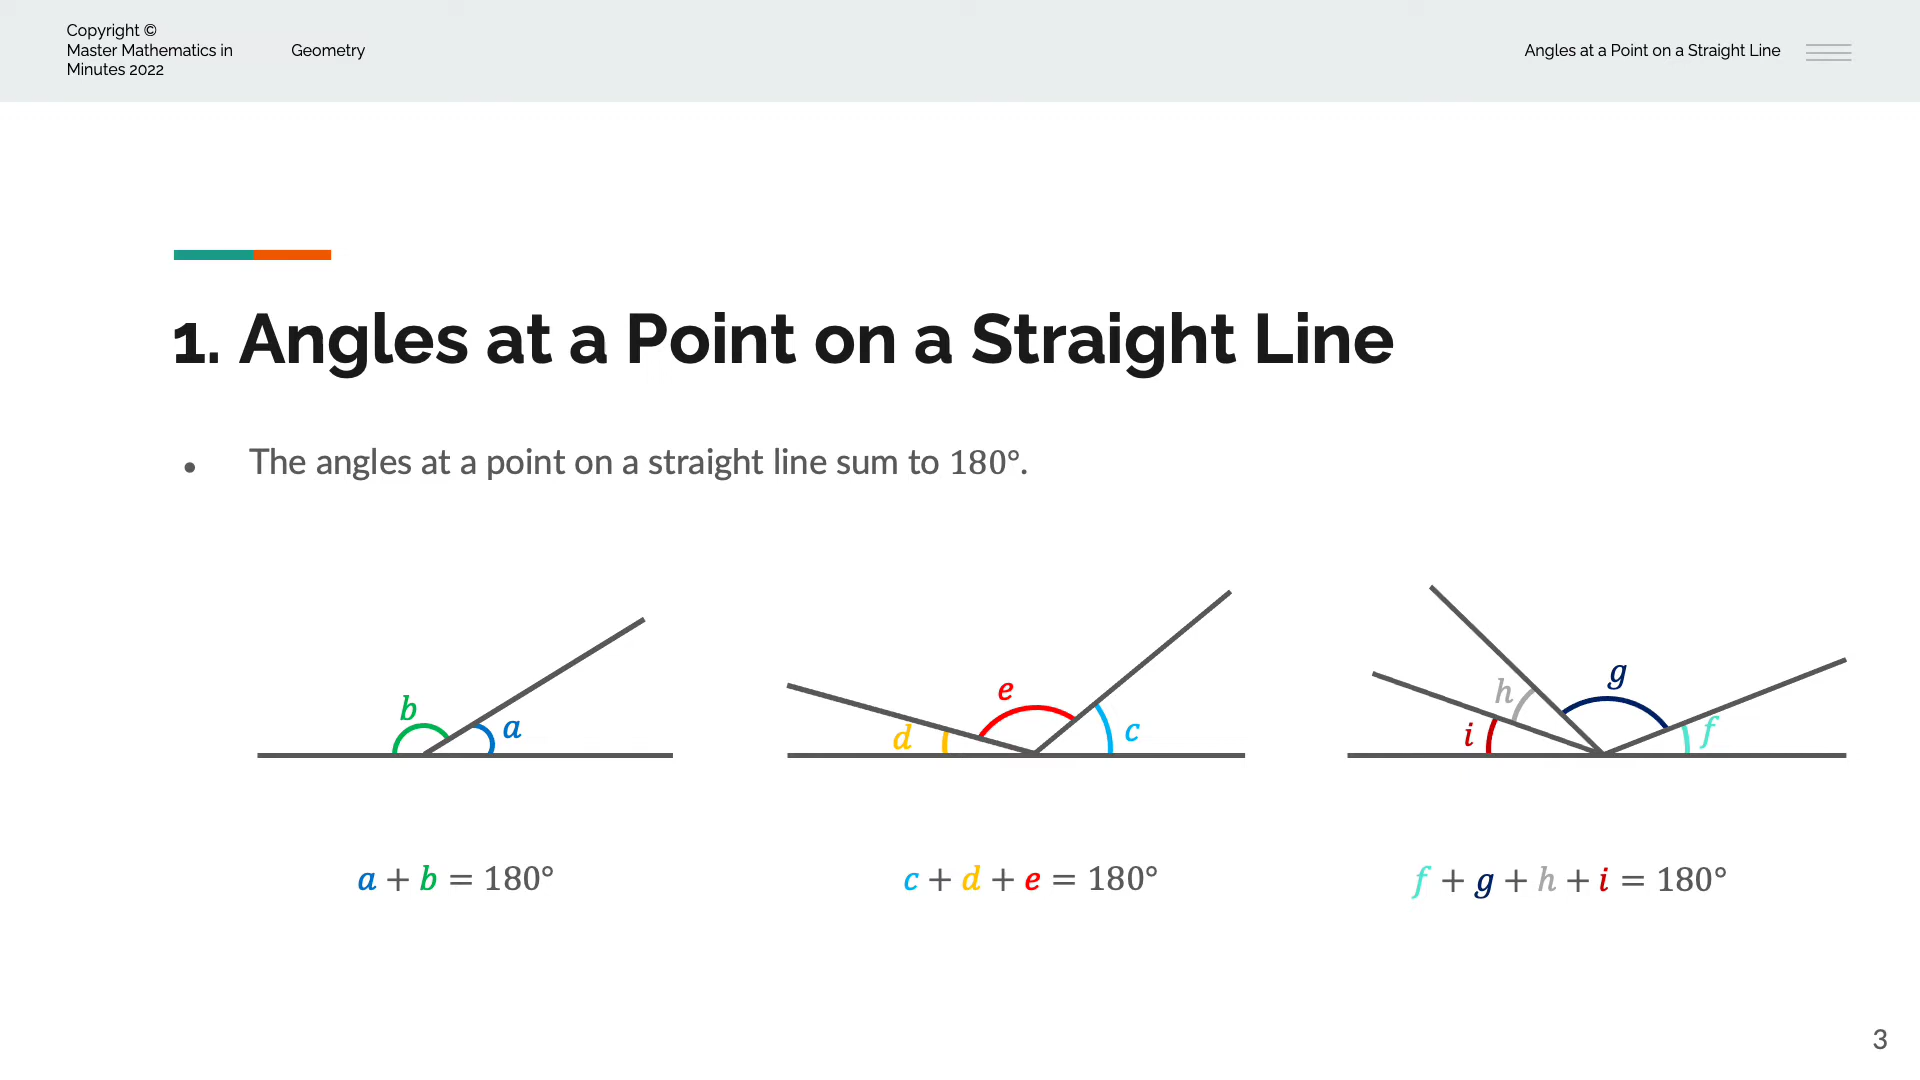 Copyright ©
Master Mathematics in
Minutes 2022
Geometry
Angles at a Point on a Straight Line
1. Angles at a Point on a Straight Line
• The angles at a point on a straight line sum to 180°.
b
a
e
d
c
g
h
i
f
a + b = 180°
c + d + e = 180°
f + g + h + i = 180°
3